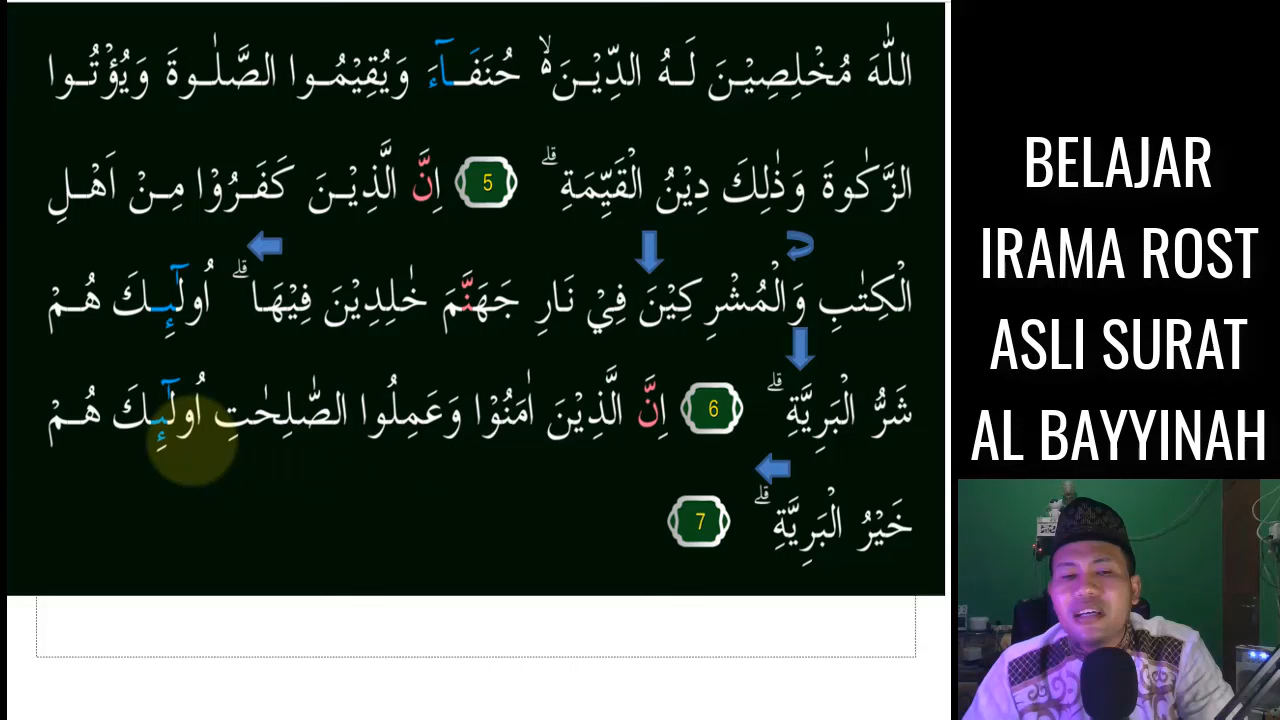 اللّٰهَ مُخْلِصِيْنَ لَهُ الدِّيْنَ ەۙ حُنَفَاۤءَ وَيُقِيْمُوا الصَّلٰوةَ وَيُؤْتُوا
الزَّكٰوةَ وَذٰلِكَ دِيْنُ الْقَيِّمَةِۗ 5 اِنَّ الَّذِيْنَ كَفَرُوْا مِنْ اَهْلِ
الْكِتٰبِ وَالْمُشْرِكِيْنَ فِيْ نَارِ جَهَنَّمَ خٰلِدِيْنَ فِيْهَاۗ اُولٰۤىِٕكَ هُمْ
شَرُّ الْبَرِيَّةِۗ 6 اِنَّ الَّذِيْنَ اٰمَنُوْا وَعَمِلُوا الصّٰلِحٰتِ اُولٰۤىِٕكَ هُمْ
خَيْرُ الْبَرِيَّةِۗ 7
BELAJAR
IRAMA ROST
ASLI SURAT
AL BAYYINAH